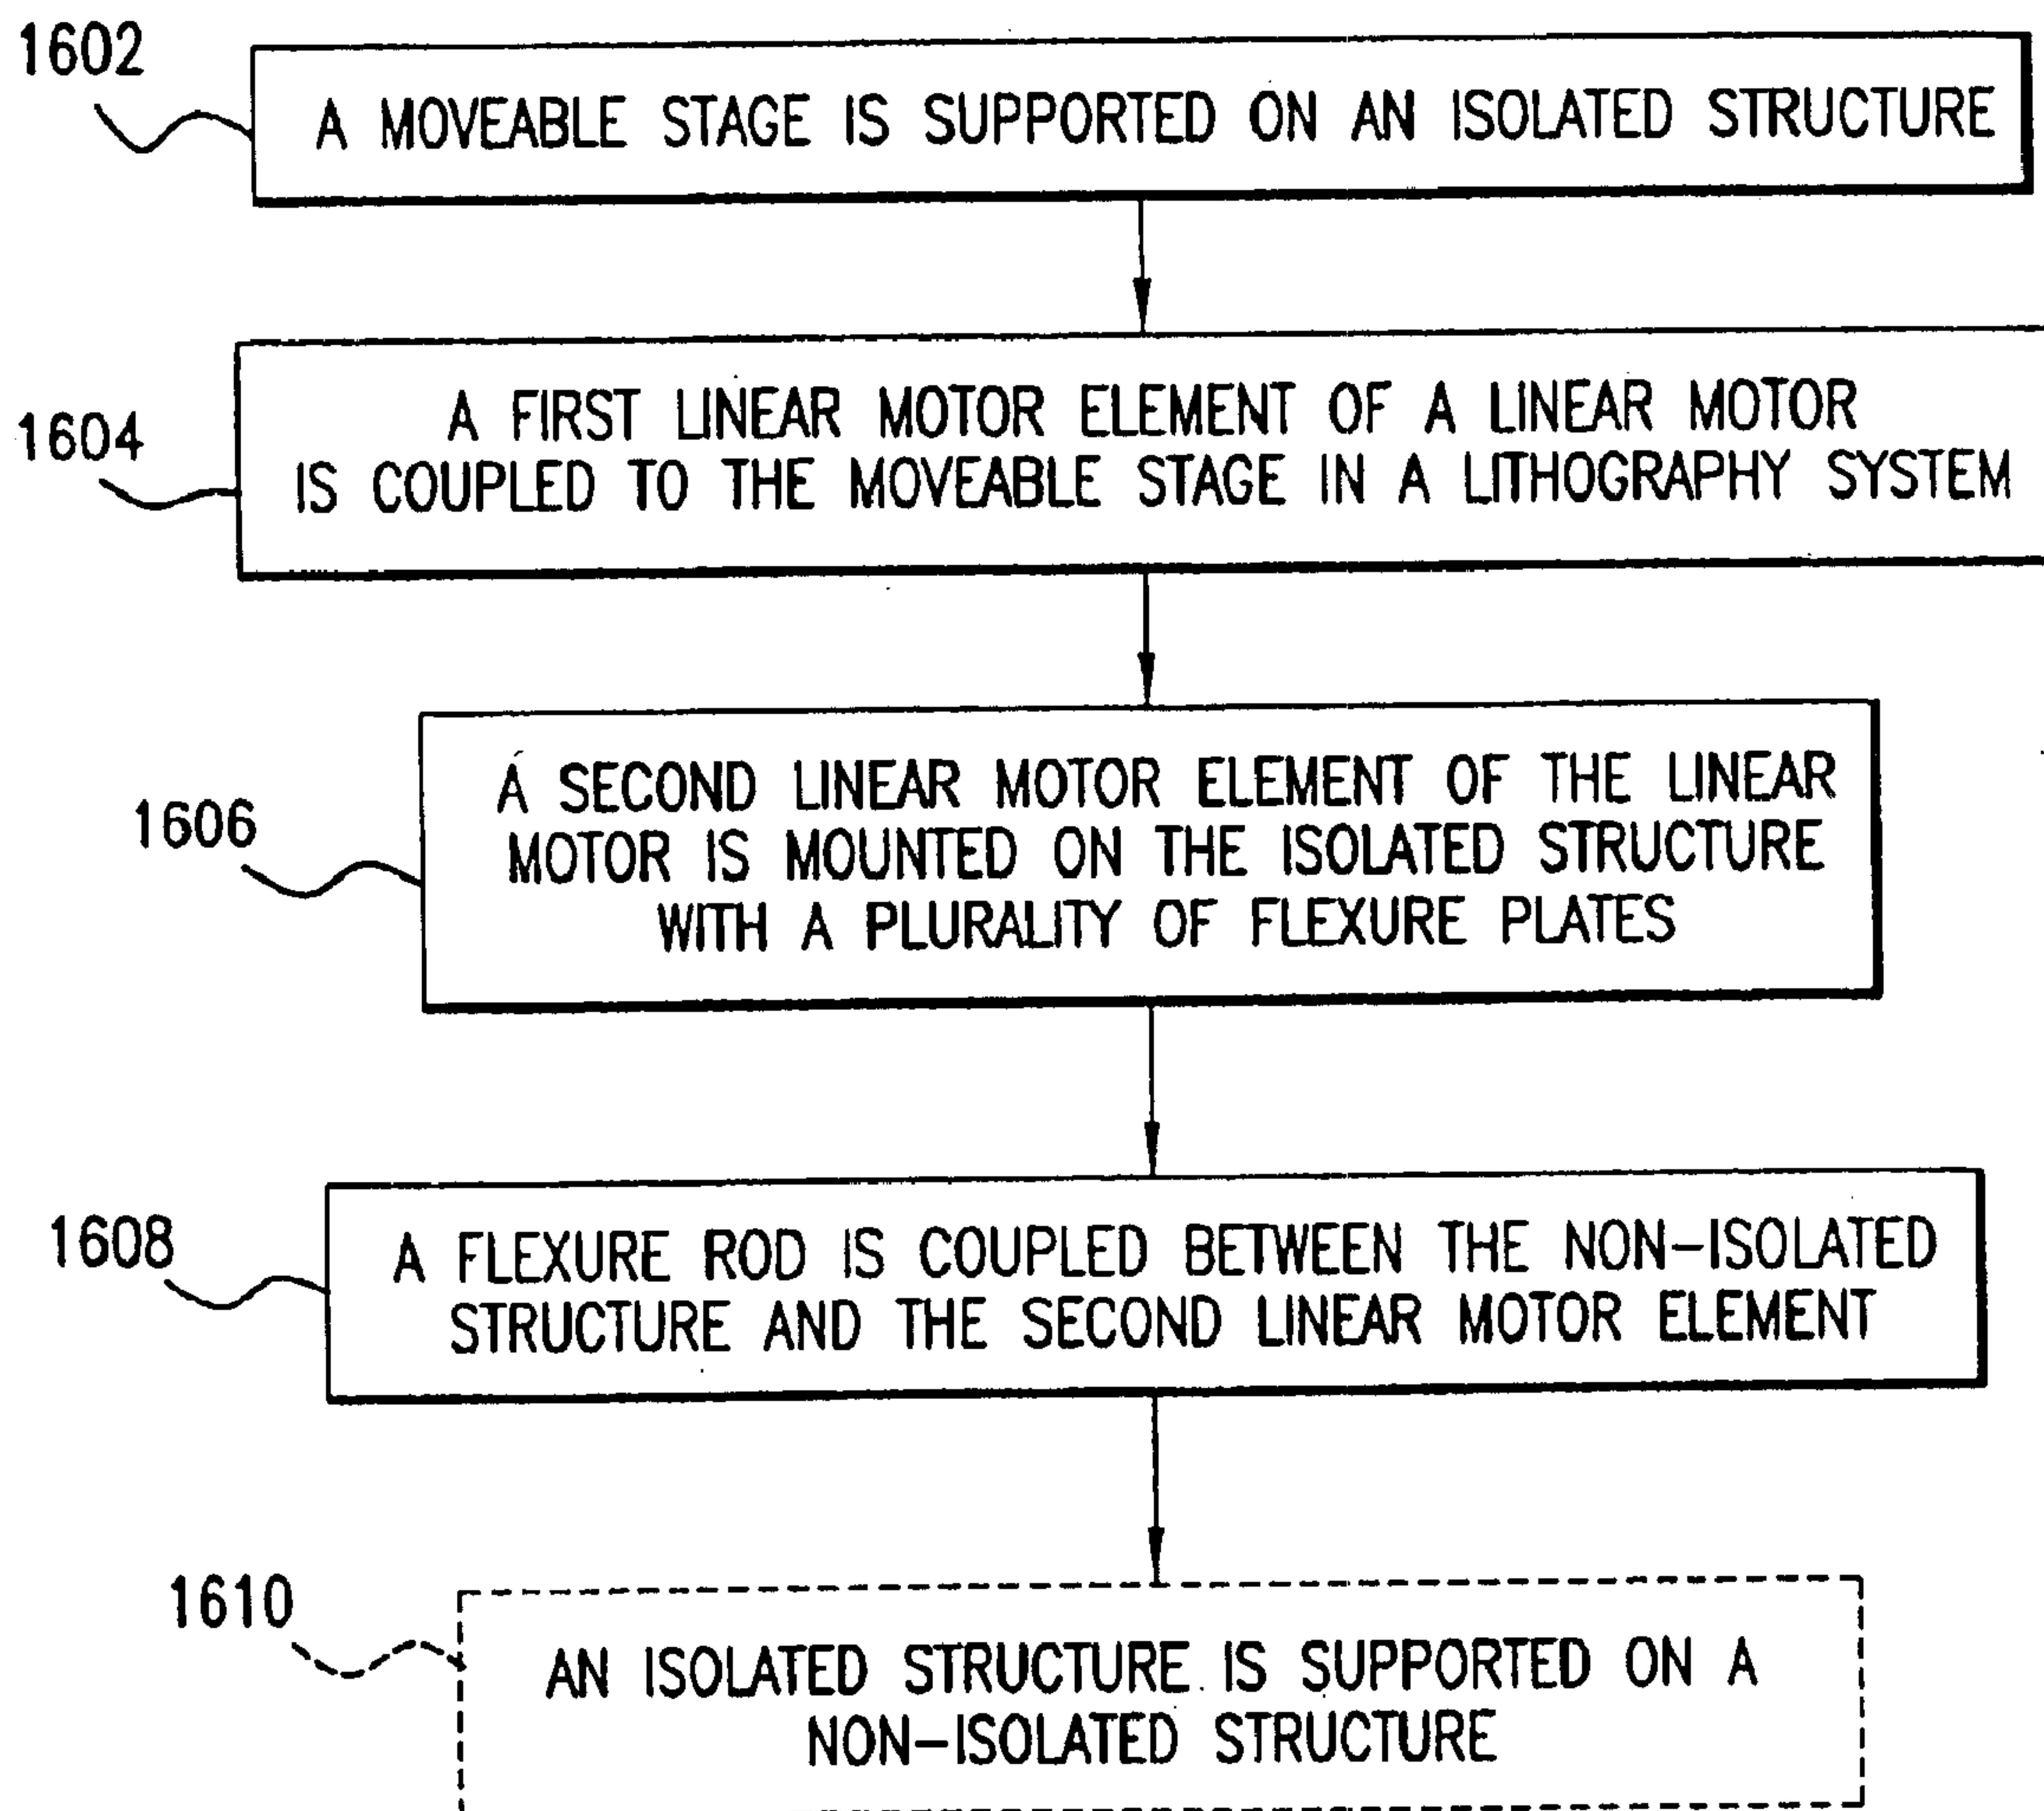 1602
A MOVEABLE STAGE IS SUPPORTED ON AN ISOLATED STRUCTURE
1604
A FIRST LINEAR MOTOR ELEMENT OF A LINEAR MOTOR
IS COUPLED TO THE MOVEABLE STAGE IN A LITHOGRAPHY SYSTEM
1606
A SECOND LINEAR MOTOR ELEMENT OF THE LINEAR
MOTOR IS MOUNTED ON THE ISOLATED STRUCTURE
WITH A PLURALITY OF FLEXURE PLATES
1608
A FLEXURE ROD IS COUPLED BETWEEN THE NON-ISOLATED
STRUCTURE AND THE SECOND LINEAR MOTOR ELEMENT
1610
AN ISOLATED STRUCTURE IS SUPPORTED ON A
NON-ISOLATED STRUCTURE